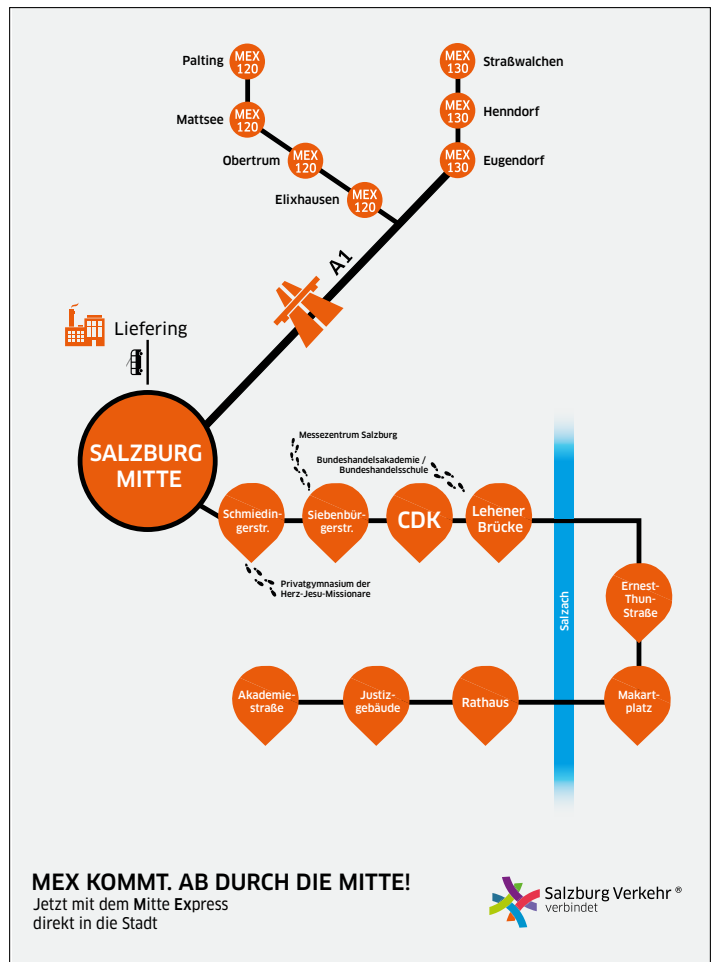 Palting
MEX
120
MEX
130
Straßwalchen
Mattsee
MEX
120
MEX
130
Henndorf
Obertrum
MEX
120
MEX
130
Eugendorf
Elixhausen
MEX
120
A1
Liefering
SALZBURG
MITTE
Messezentrum Salzburg
Bundeshandelsakademie /
Bundeshandelsschule
Schmiedin-
gerstr.
Siebenbür-
gerstr.
CDK
Lehener
Brücke
Privatgymnasium der
Herz-Jesu-Missionare
Salzach
Ernest-
Thun-
Straße
Akademie-
straße
Justiz-
gebäude
Rathaus
Makart-
platz
MEX KOMMT. AB DURCH DIE MITTE!
Jetzt mit dem Mitte Express
direkt in die Stadt
Salzburg Verkehr®
verbindet